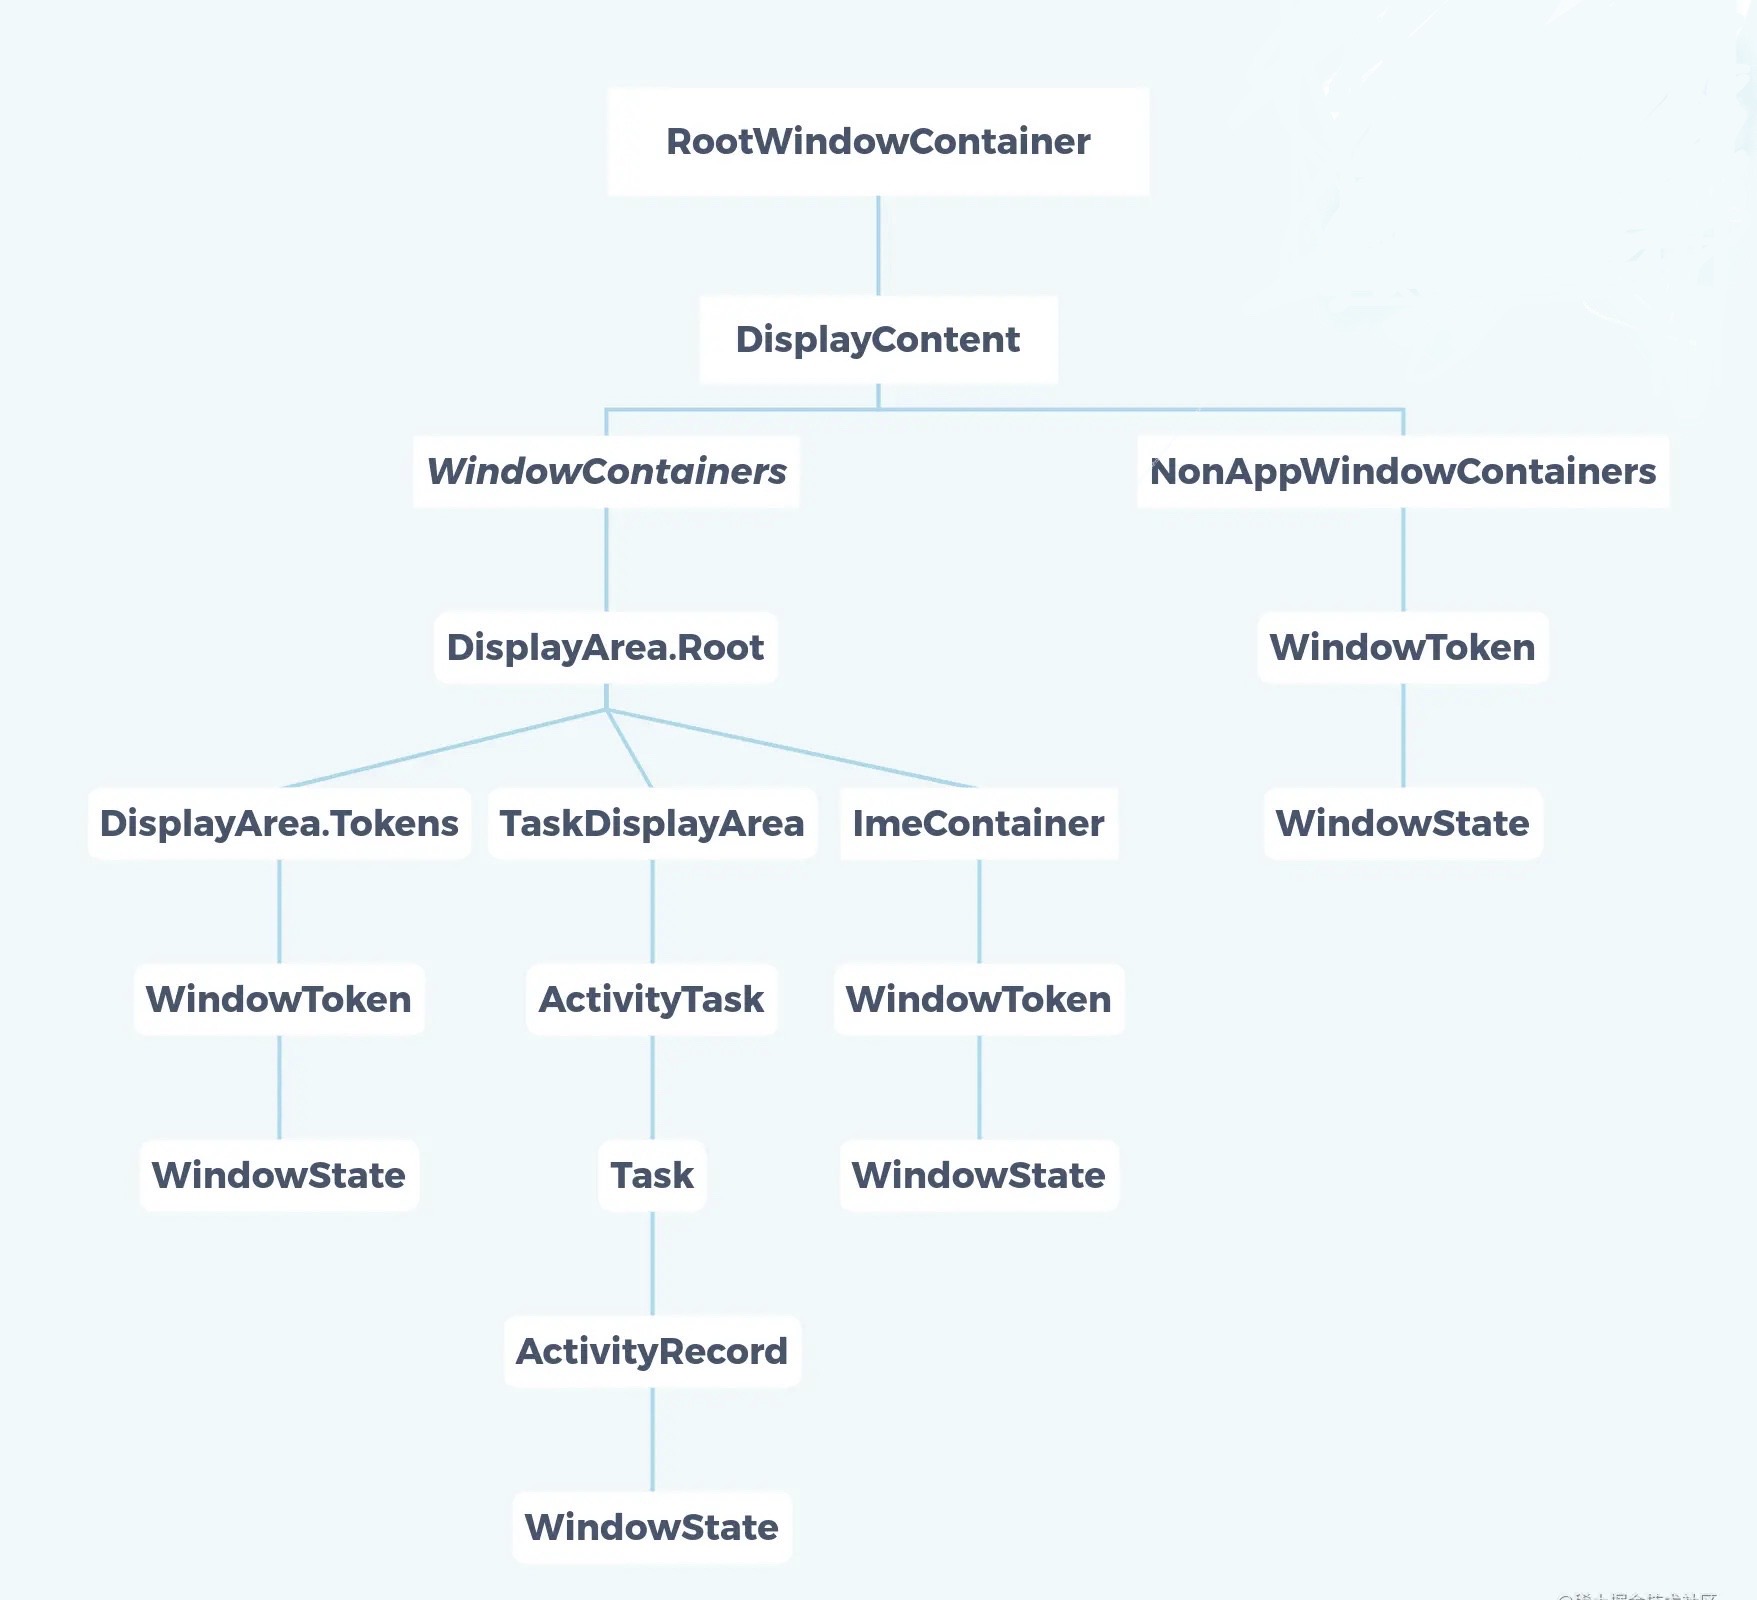 RootWindowContainer
DisplayContent
WindowContainers
NonAppWindowContainers
DisplayArea.Root
WindowToken
DisplayArea.Tokens
TaskDisplayArea
ImeContainer
WindowState
WindowToken
ActivityTask
WindowToken
WindowState
Task
WindowState
ActivityRecord
WindowState